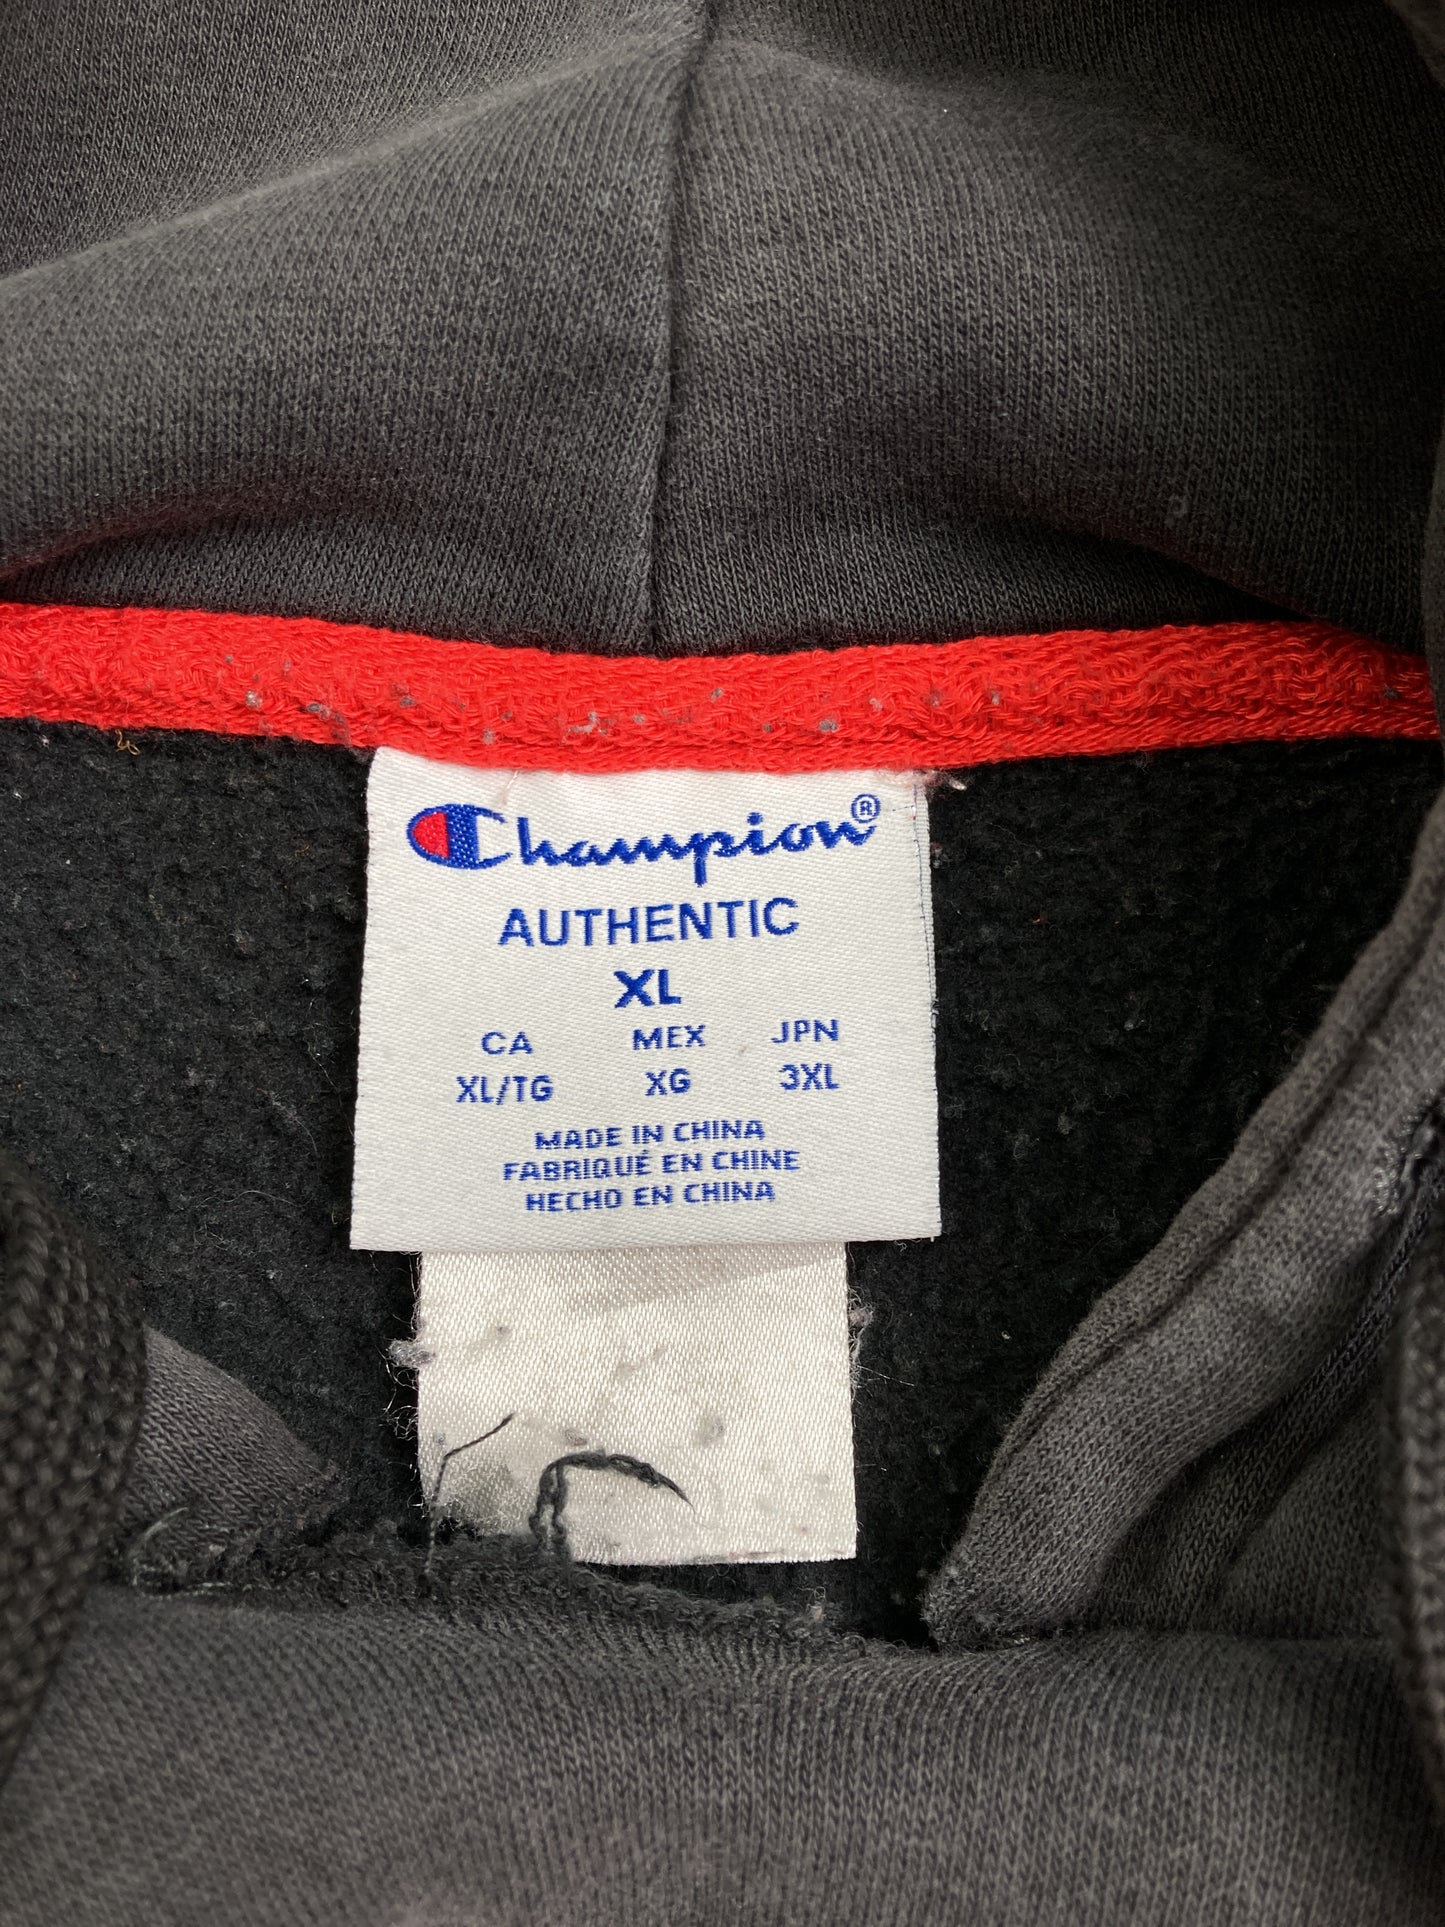 Champion®
AUTHENTIC
XL
CA MEX JPN
XL/TG XG 3XL
MADE IN CHINA
FABRIQUÉ EN CHINE
HECHO EN CHINA